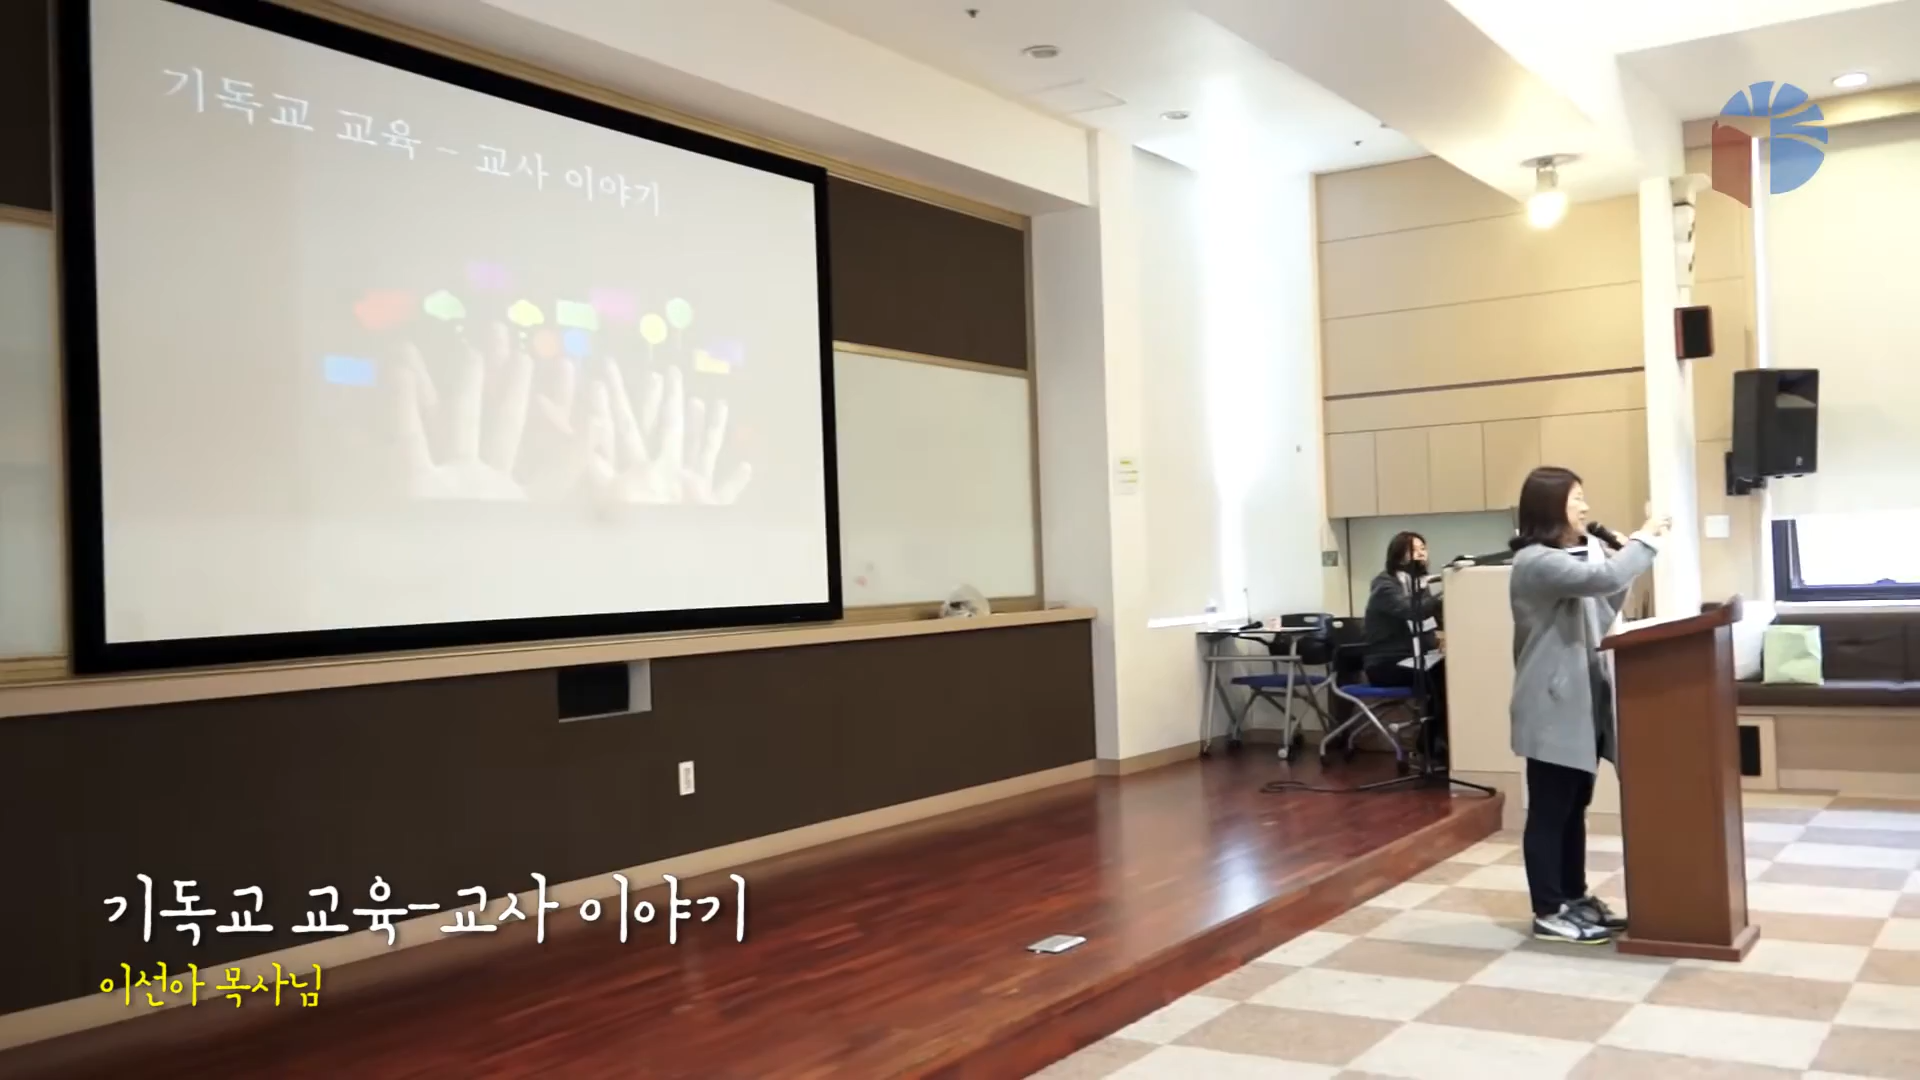 기독교 교육 - 교사 이야기
기독교 교육-교사 이야기
이선아 목사님